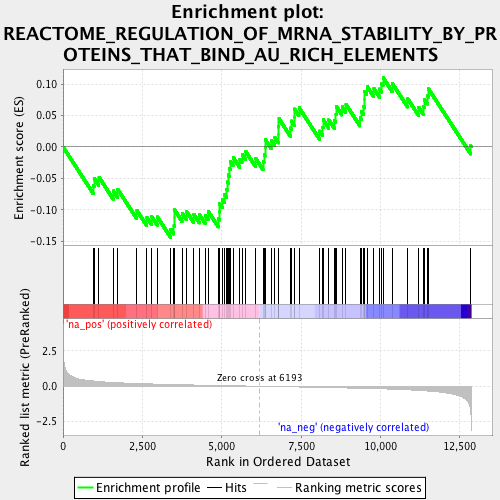 Enrichment plot:
REACTOME_REGULATION_OF_MRNA_STABILITY_BY_PR
OTEINS_THAT_BIND_AU_RICH_ELEMENTS
Enrichment score (ES)
0.10
0.05
0.00
-0.05
-0.10
-0.15
'na_pos' (positively correlated)
Ranked list metric (PreRanked)
2.5
0.0
-2.5
Zero cross at 6193
'na_neg' (negatively correlated)
0
2,500
5,000
7,500
10,000
12,500
Rank in Ordered Dataset
Enrichment profile
Hits
Ranking metric scores